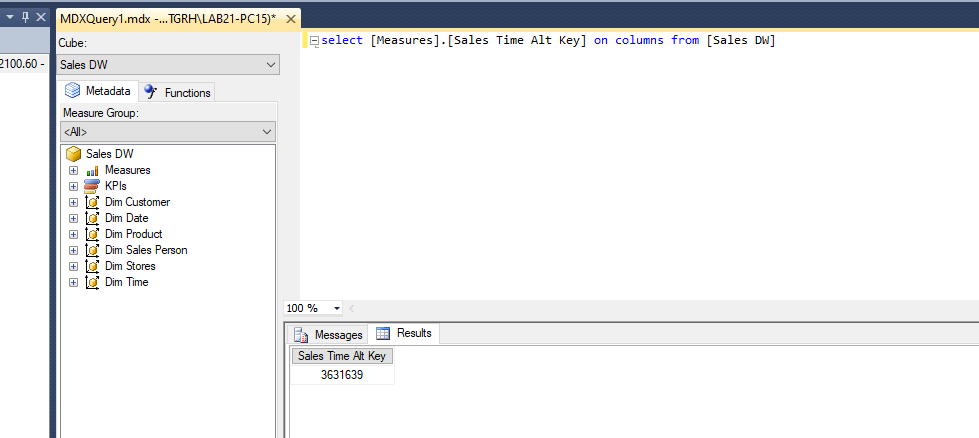 MDXQuery1.mdx -...TGRH\LAB21-PC15)*
2100.60 -
Cube:
Sales DW
Metadata
Functions
Measure Group:
<All>
Sales DW
Measures
KPIs
Dim Customer
Dim Date
Dim Product
Dim Sales Person
Dim Stores
Dim Time
select [Measures].[Sales Time Alt Key] on columns from [Sales DW]
100 %
Messages
Results
Sales Time Alt Key
3631639